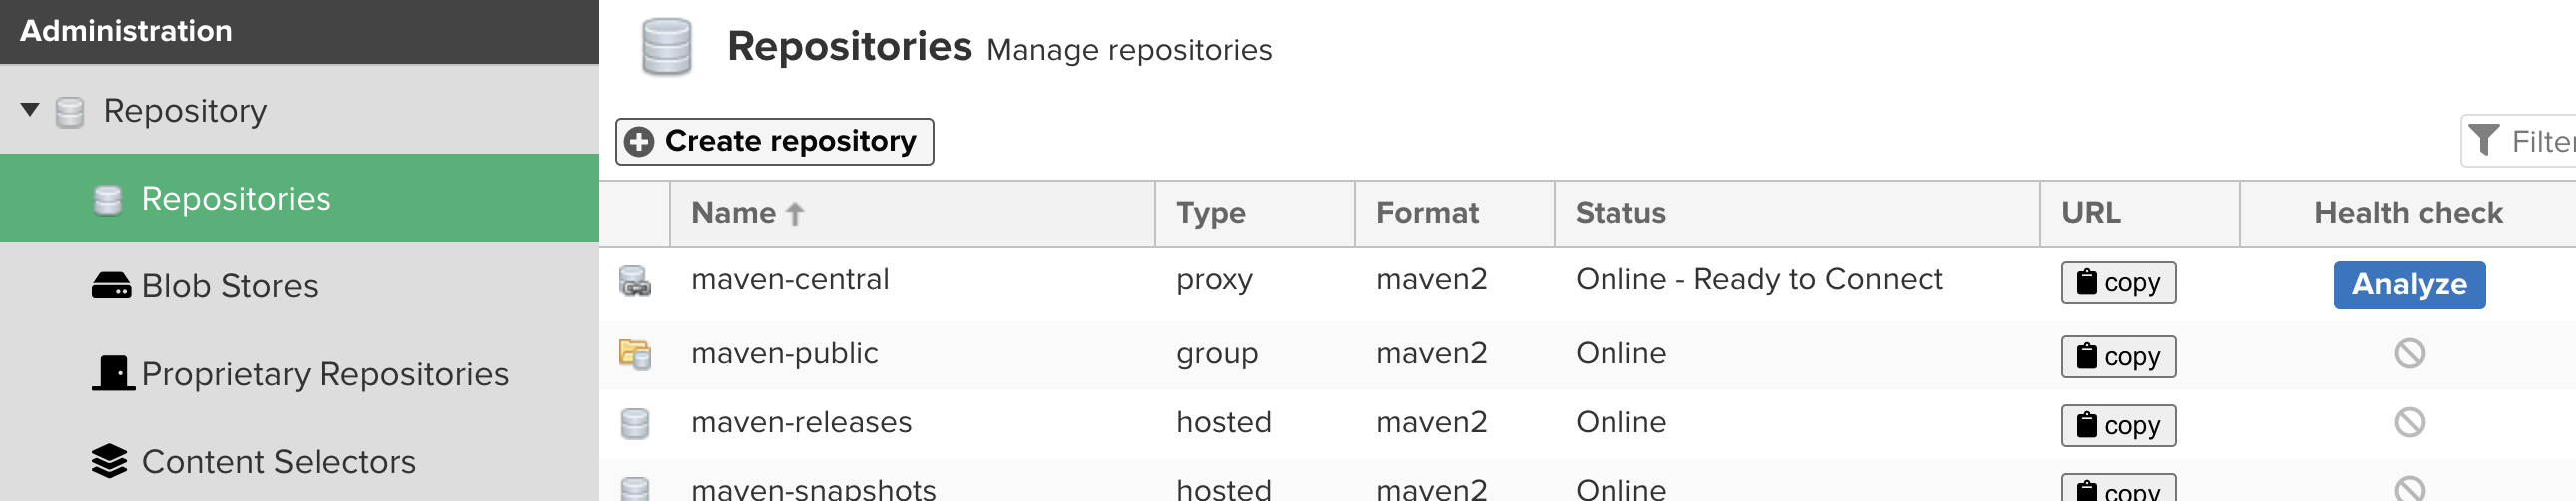 Administration
Repository
Repositories
Blob Stores
Proprietary Repositories
Content Selectors
Repositories Manage repositories
Create repository
Filter
Name Type Format Status URL Health check
maven-central proxy maven2 Online - Ready to Connect copy Analyze
maven-public group maven2 Online copy
maven-releases hosted maven2 Online copy
maven-snapshots hosted maven2 Online copy